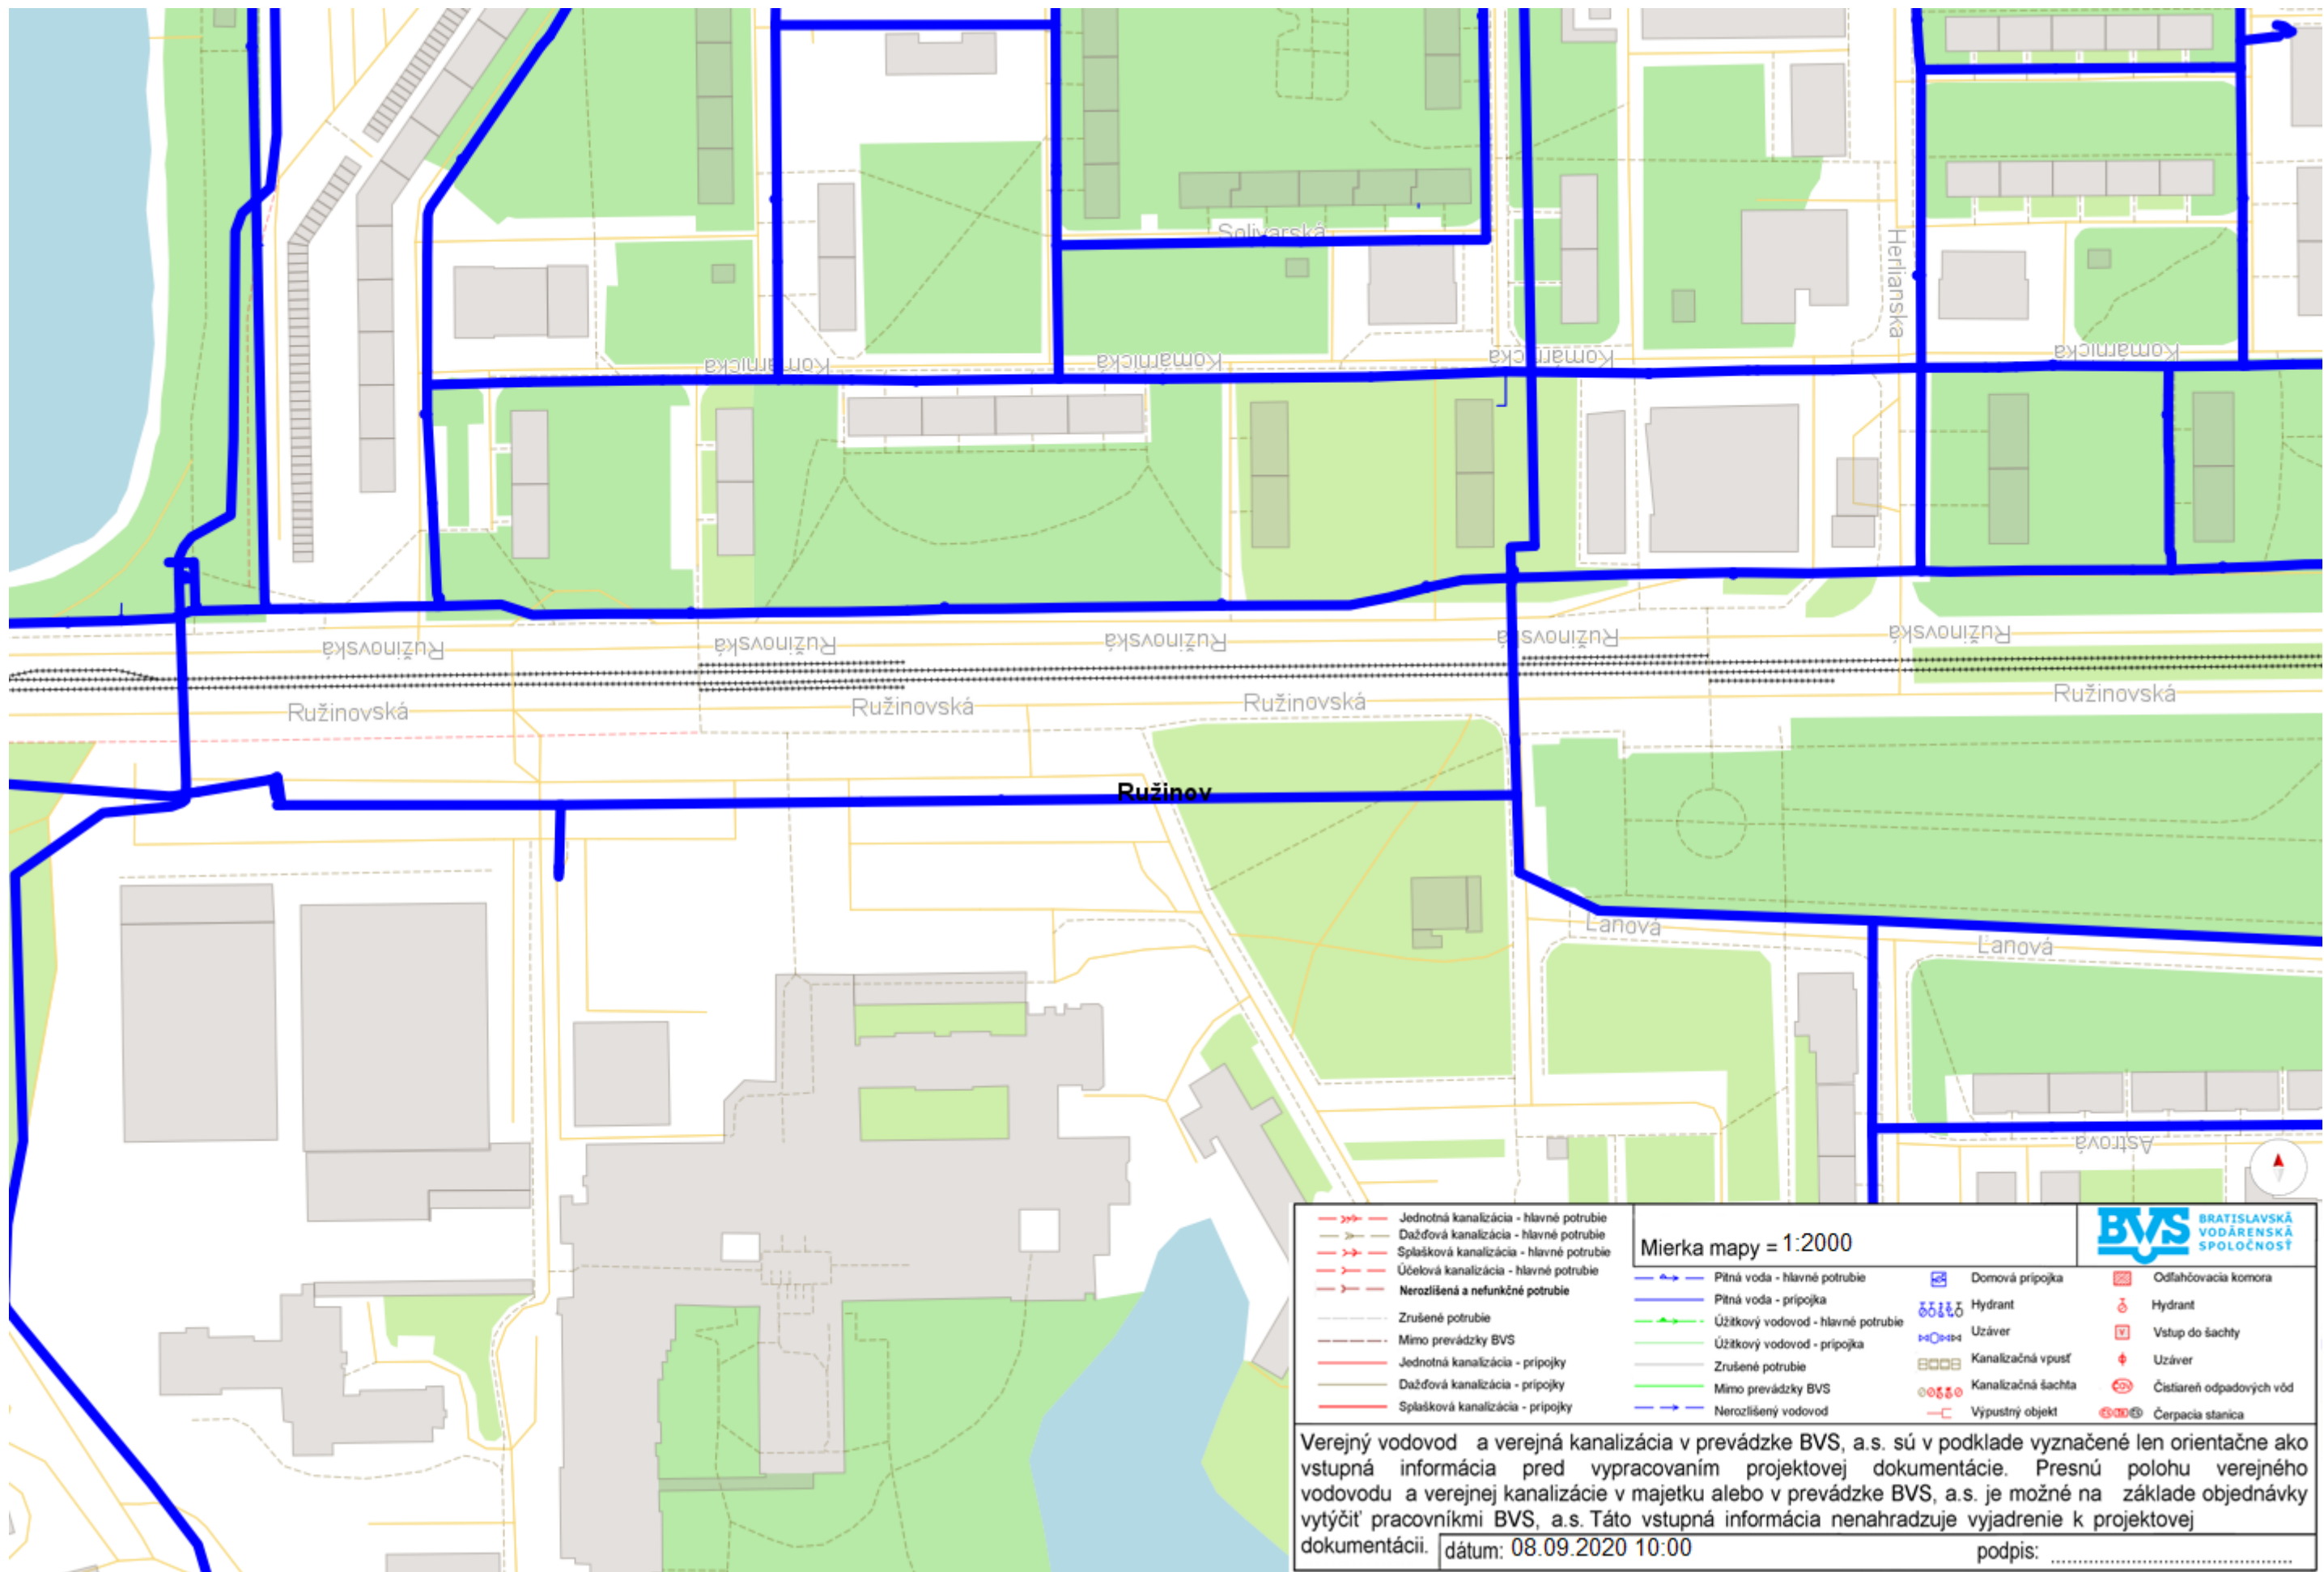 Solivarská
Herlianska
Komárnická
Komárnická
Komárnická
Komárnická
Ružinovská
Ružinovská
Ružinovská
Ružinovská
Ružinovská
Ružinovská
Ružinovská
Ružinovská
Ružinovská
Ružinov
Ľanová
Ľanová
Astrová
Jednotná kanalizácia - hlavné potrubie
Dažďová kanalizácia - hlavné potrubie
Splašková kanalizácia - hlavné potrubie
Účelová kanalizácia - hlavné potrubie
Nerozlíšená a nefunkčné potrubie
Zrušené potrubie
Mimo prevádzky BVS
Jednotná kanalizácia - prípojky
Dažďová kanalizácia - prípojky
Splašková kanalizácia - prípojky
Mierka mapy = 1:2000
BVS BRATISLAVSKÁ
VODÁRENSKÁ
SPOLOČNOSŤ
Pitná voda - hlavné potrubie
Pitná voda - prípojka
Úžitkový vodovod - hlavné potrubie
Úžitkový vodovod - prípojka
Zrušené potrubie
Mimo prevádzky BVS
Nerozlíšený vodovod
Domová prípojka
Hydrant
Uzáver
Kanalizačná vpusť
Kanalizačná šachta
Výpustný objekt
Odľahčovacia komora
Hydrant
Vstup do šachty
Uzáver
Čistiareň odpadových vôd
Čerpacia stanica
Verejný vodovod a verejná kanalizácia v prevádzke BVS, a.s. sú v podklade vyznačené len orientačne ako
vstupná informácia pred vypracovaním projektovej dokumentácie. Presnú polohu verejného
vodovodu a verejnej kanalizácie v majetku alebo v prevádzke BVS, a.s. je možné na základe objednávky
vytýčiť pracovníkmi BVS, a.s. Táto vstupná informácia nenahradzuje vyjadrenie k projektovej
dokumentácii. dátum: 08.09.2020 10:00 podpis: ........................................